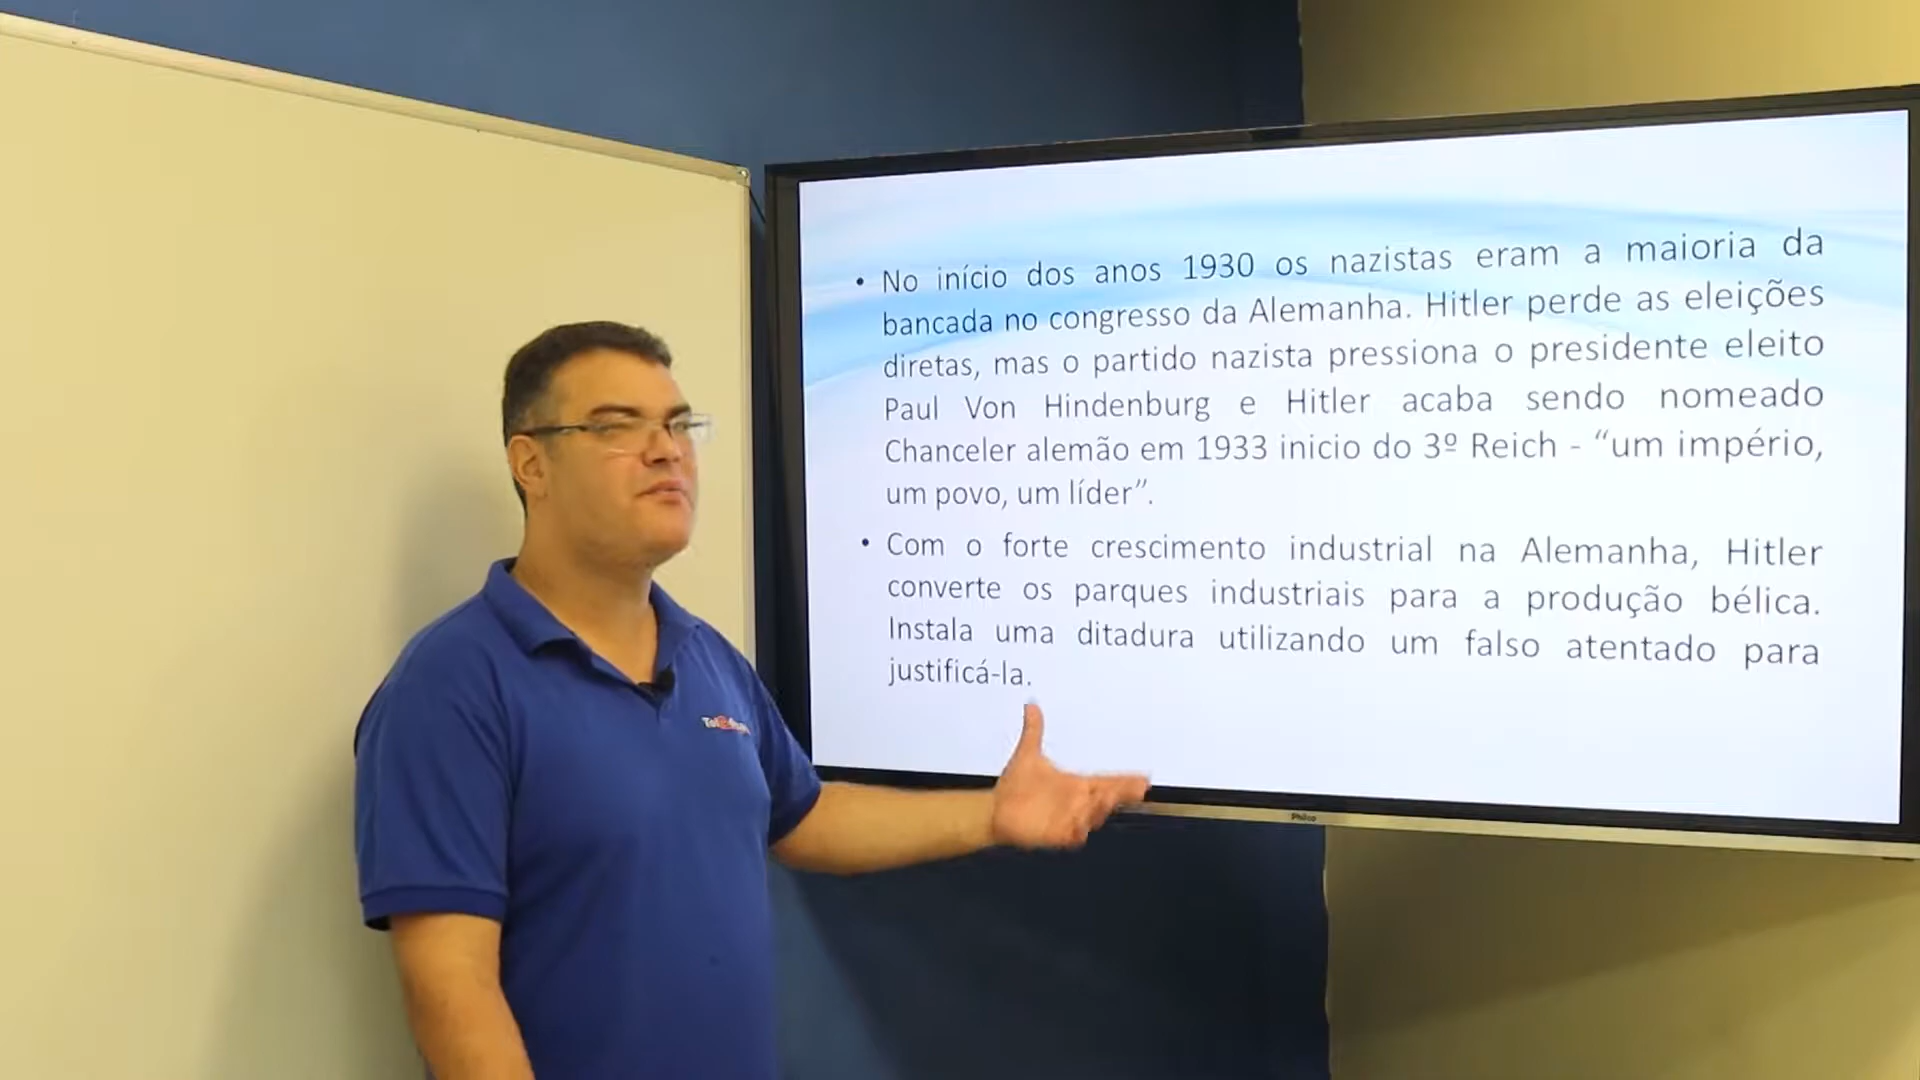 • No início dos anos 1930 os nazistas eram a maioria da
bancada no congresso da Alemanha. Hitler perde as eleições
diretas, mas o partido nazista pressiona o presidente eleito
Paul Von Hindenburg e Hitler acaba sendo nomeado
Chanceler alemão em 1933 inicio do 3º Reich - “um império,
um povo, um líder”.
• Com o forte crescimento industrial na Alemanha, Hitler
converte os parques industriais para a produção bélica.
Instala uma ditadura utilizando um falso atentado para
justificá-la.
Philco